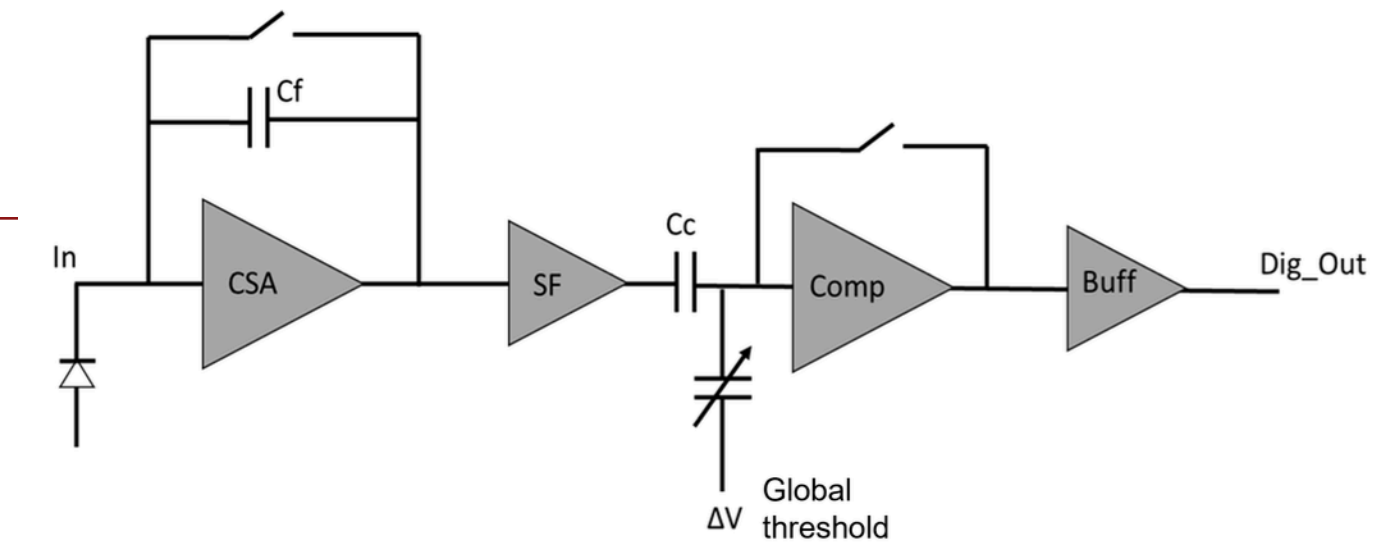 Cf
In
CSA
SF
Cc
Comp
Buff
Dig_Out
ΔV
Global
threshold